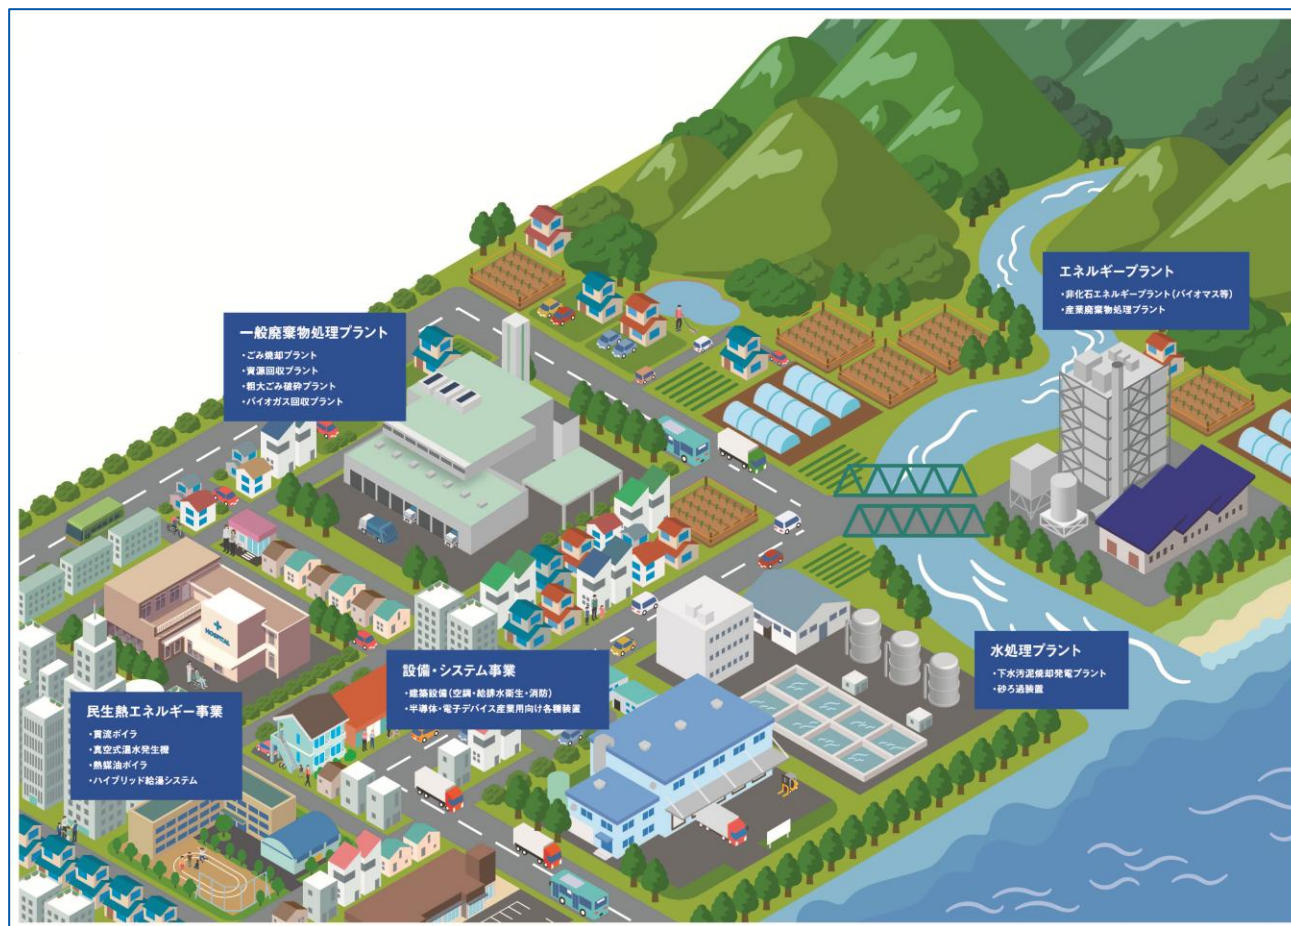 エネルギープラント
・非化石エネルギープラント(バイオマス等)
・産業廃棄物処理プラント
一般廃棄物処理プラント
・ごみ焼却プラント
・資源回収プラント
・粗大ごみ破砕プラント
・バイオガス回収プラント
HOSPITAL
設備・システム事業
・建築設備(空調・給排水衛生・消防)
・半導体・電子デバイス産業用向け各種装置
水処理プラント
・下水汚泥焼却発電プラント
・砂ろ過装置
民生熱エネルギー事業
・貫流ボイラ
・真空式温水発生機
・熱媒油ボイラ
・ハイブリッド給湯システム